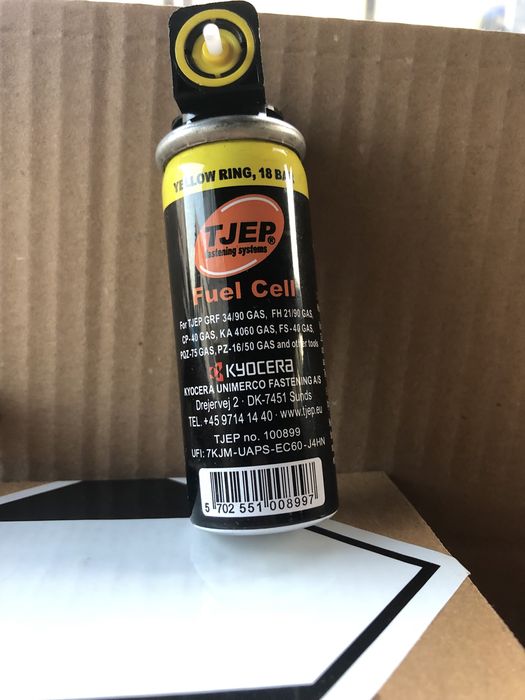 YELLOW RING, 18 BAR
TJEP®
fastening systems
Fuel Cell
For TJEP GRF 34/90 GAS, FH 21/90 GAS,
CP-40 GAS, KA 4060 GAS, FS-40 GAS,
PQZ-75 GAS, PZ-16/50 GAS and other tools
KYOCERA
KYOCERA UNIMERCO FASTENING A/S
Drejervej 2 · DK-7451 Sunds
TEL. +45 9714 14 40 · www.tjep.eu
TJEP no. 100899
UFI: 7KJM-UAPS-EC60-J4HN
5 702551 008997